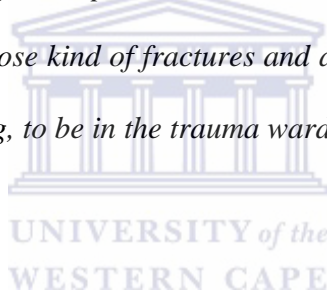 ose kind of fractures and
g, to be in the trauma ward
UNIVERSITY of the
WESTERN CAPE